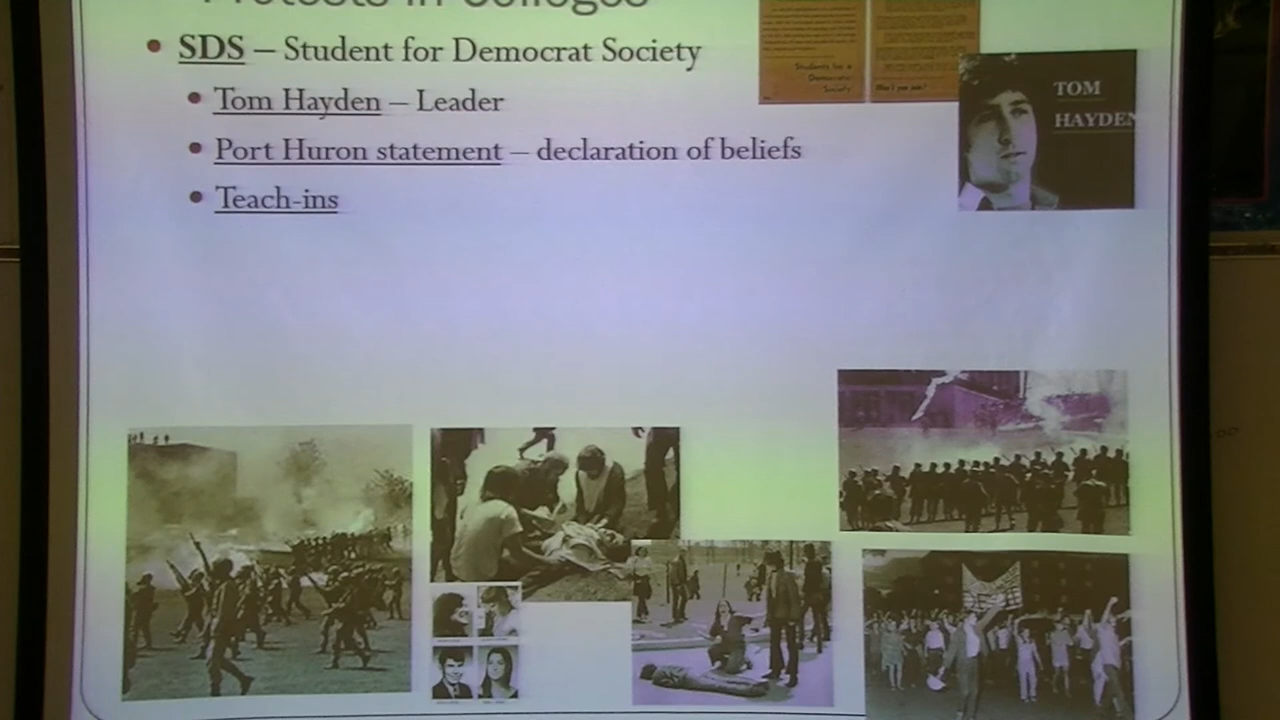 Protests in Colleges
SDS – Student for Democrat Society
Tom Hayden – Leader
Port Huron statement – declaration of beliefs
Teach-ins
Students for a
Democratic
Society
TOM
HAYDEN